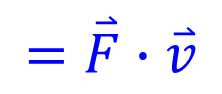 = F⃗ · v⃗